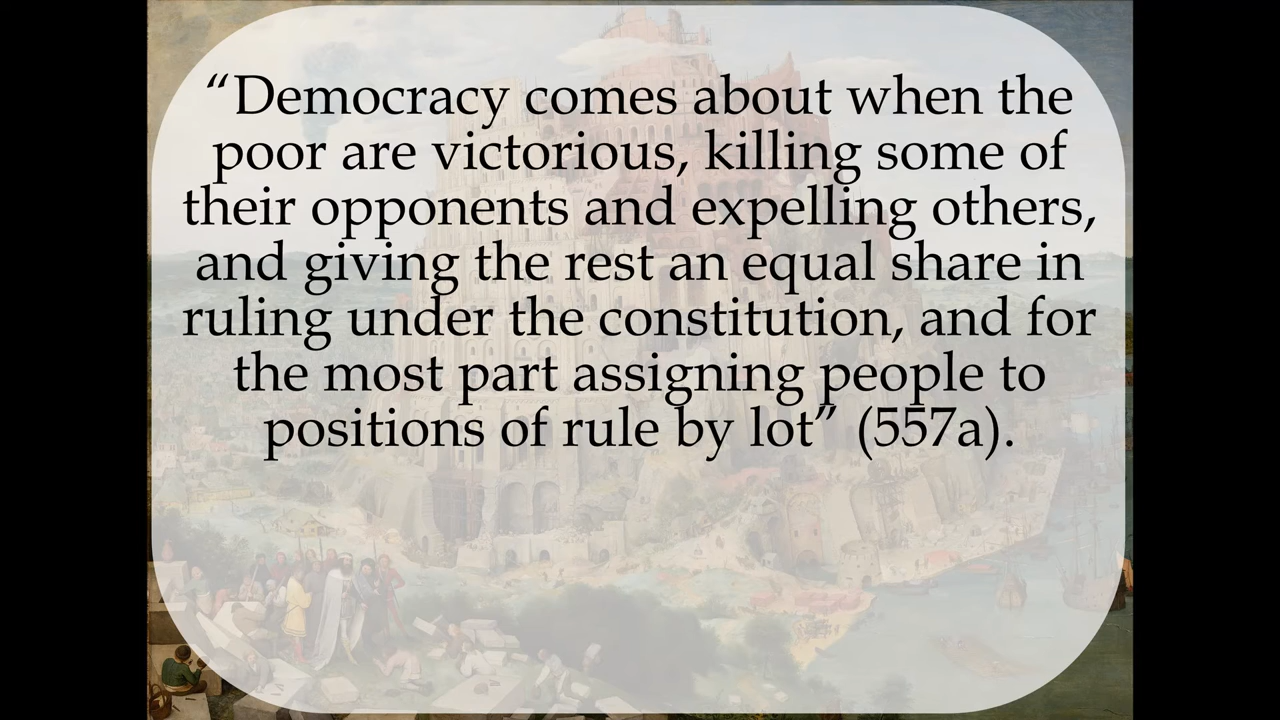 “Democracy comes about when the
poor are victorious, killing some of
their opponents and expelling others,
and giving the rest an equal share in
ruling under the constitution, and for
the most part assigning people to
positions of rule by lot” (557a).